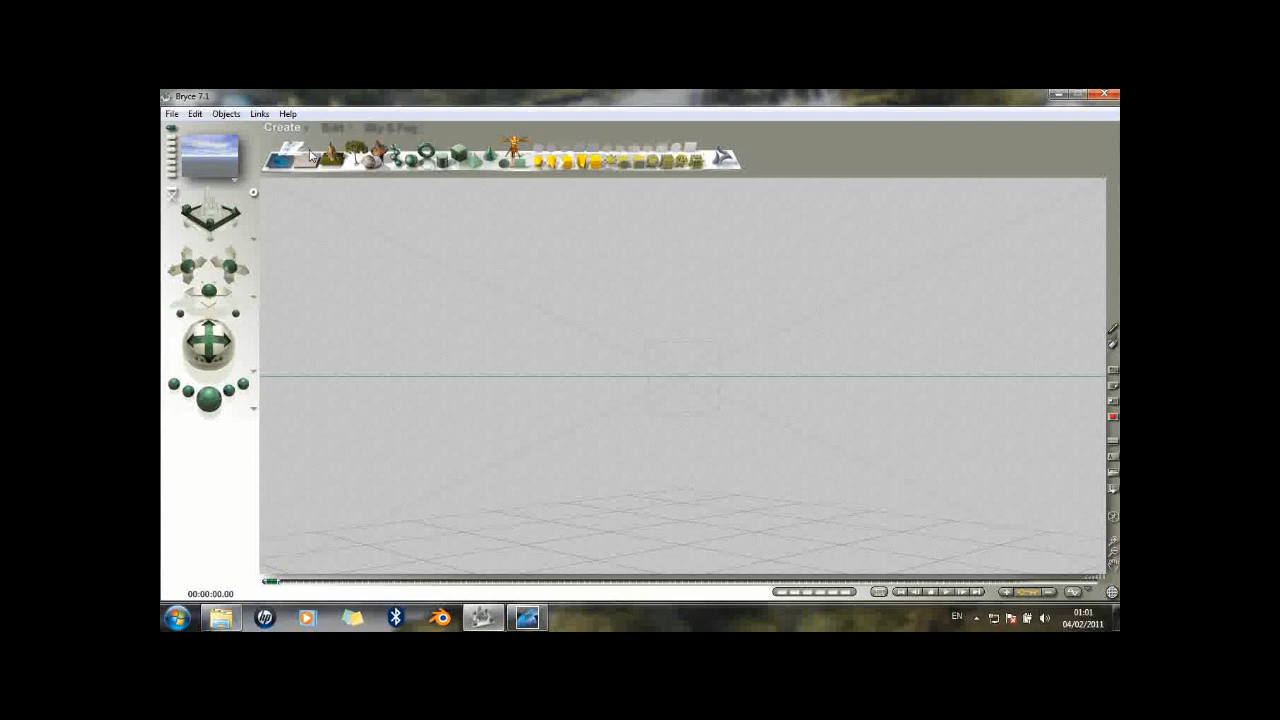 Bryce 7.1
File Edit Objects Links Help
Create Edit Sky & Fog
00:00:00.00
EN
01:01
04/02/2011